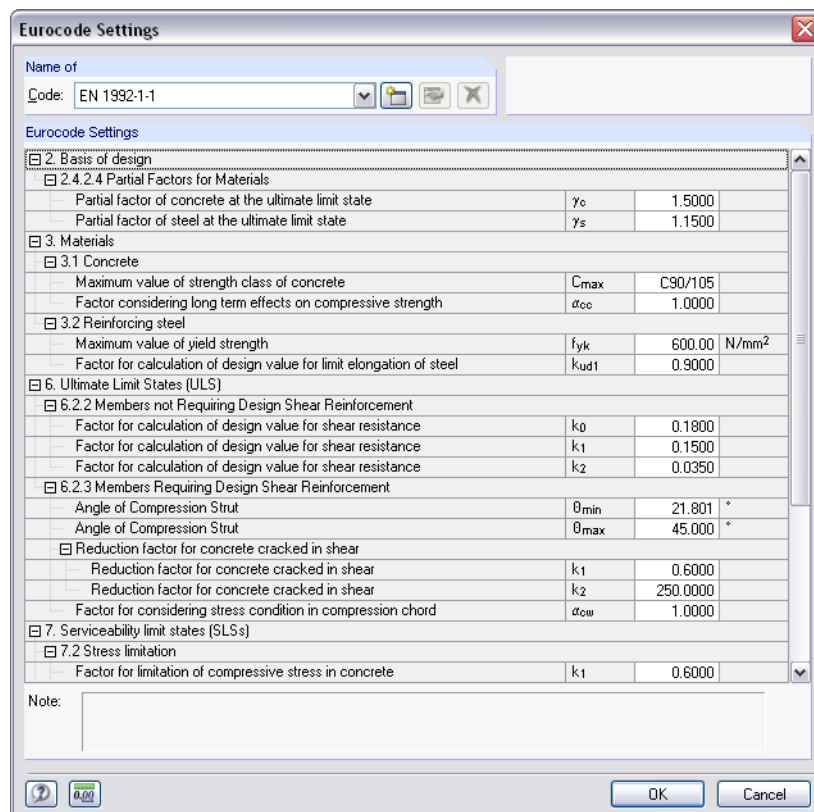 Eurocode Settings
Name of
Code: EN 1992-1-1
Eurocode Settings
2. Basis of design
2.4.2.4 Partial Factors for Materials
Partial factor of concrete at the ultimate limit state γc 1.5000
Partial factor of steel at the ultimate limit state γs 1.1500
3. Materials
3.1 Concrete
Maximum value of strength class of concrete Cmax C90/105
Factor considering long term effects on compressive strength αcc 1.0000
3.2 Reinforcing steel
Maximum value of yield strength fyk 600.00 N/mm²
Factor for calculation of design value for limit elongation of steel kud1 0.9000
6. Ultimate Limit States (ULS)
6.2.2 Members not Requiring Design Shear Reinforcement
Factor for calculation of design value for shear resistance k0 0.1800
Factor for calculation of design value for shear resistance k1 0.1500
Factor for calculation of design value for shear resistance k2 0.0350
6.2.3 Members Requiring Design Shear Reinforcement
Angle of Compression Strut θmin 21.801 °
Angle of Compression Strut θmax 45.000 °
Reduction factor for concrete cracked in shear
Reduction factor for concrete cracked in shear k1 0.6000
Reduction factor for concrete cracked in shear k2 250.0000
Factor for considering stress condition in compression chord αcw 1.0000
7. Serviceability limit states (SLSs)
7.2 Stress limitation
Factor for limitation of compressive stress in concrete k1 0.6000
Note:
0.00 OK Cancel